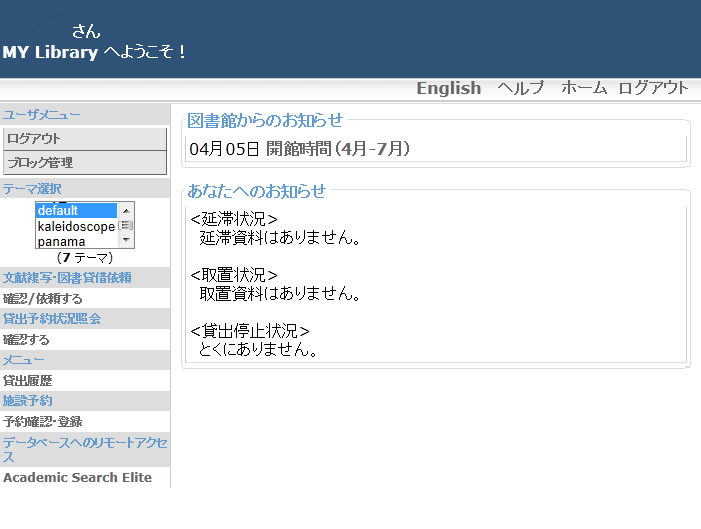 さん
MY Library へようこそ！
English ヘルプ ホーム ログアウト
ユーザメニュー
ログアウト
ブロック管理
テーマ選択
default
kaleidoscope
panama
(7 テーマ)
文献複写・図書貸借依頼
確認/依頼する
貸出予約状況照会
確認する
メニュー
貸出履歴
施設予約
予約確認・登録
データベースへのリモートアクセ
ス
Academic Search Elite
図書館からのお知らせ
04月05日 開館時間（4月-7月）
あなたへのお知らせ
<延滞状況>
延滞資料はありません。
<取置状況>
取置資料はありません。
<貸出停止状況>
とくにありません。